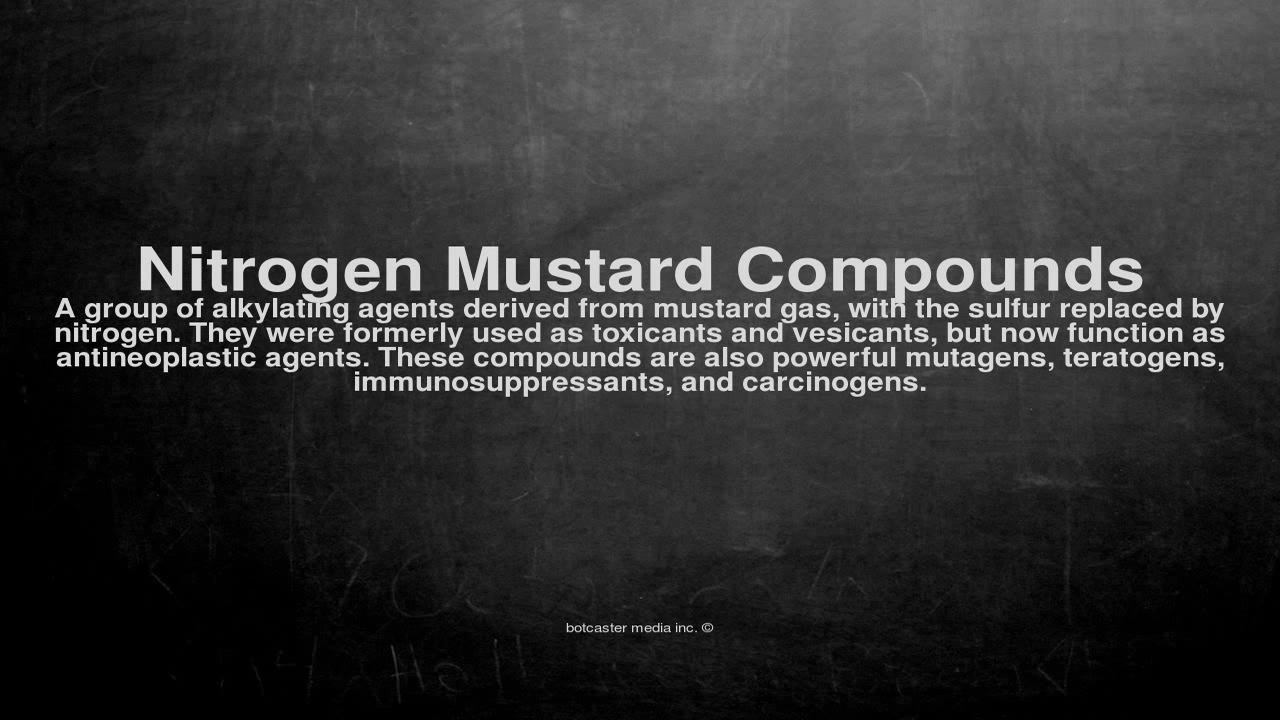 Nitrogen Mustard Compounds
A group of alkylating agents derived from mustard gas, with the sulfur replaced by
nitrogen. They were formerly used as toxicants and vesicants, but now function as
antineoplastic agents. These compounds are also powerful mutagens, teratogens,
immunosuppressants, and carcinogens.
botcaster media inc. ©